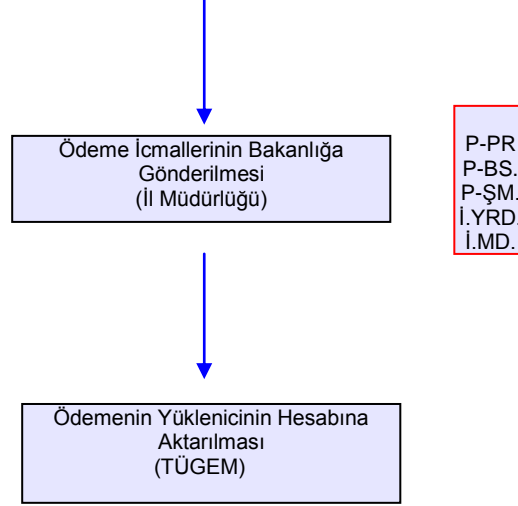 Ödeme İcmallerinin Bakanlığa
Gönderilmesi
(İl Müdürlüğü)
P-PR
P-BS.
P-ŞM.
İ.YRD.
İ.MD.
Ödemenin Yüklenicinin Hesabına
Aktarılması
(TÜGEM)